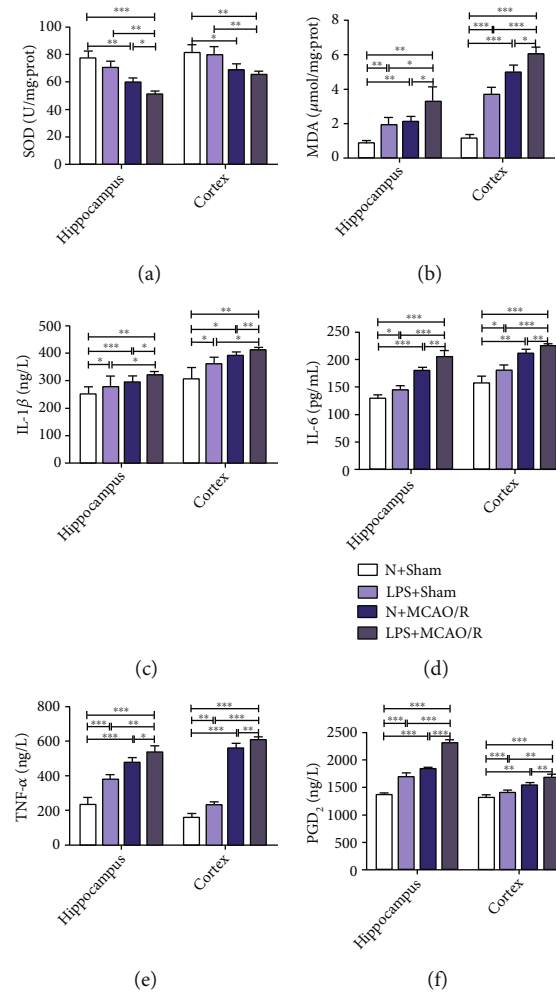 *** **
** **
** * *
100
80
60
40
20
0
SOD (U/mg·prot)
Hippocampus
Cortex
(a)
***
** *** ***
** * *** *
** *
8
6
4
2
0
MDA (μmol/mg·prot)
Hippocampus
Cortex
(b)
** **
*** * * **
* * * *
500
400
300
200
100
0
IL-1β (ng/L)
Hippocampus
Cortex
(c)
*** ***
* *** * ***
*** ** ** **
250
200
150
100
50
0
IL-6 (pg/mL)
Hippocampus
Cortex
(d)
N+Sham
LPS+Sham
N+MCAO/R
LPS+MCAO/R
*** ***
*** ** ** ***
*** * *** **
800
600
400
200
0
TNF-α (ng/L)
Hippocampus
Cortex
(e)
***
*** *** ***
*** *** *** **
** **
2500
2000
1500
1000
500
0
PGD₂ (ng/L)
Hippocampus
Cortex
(f)